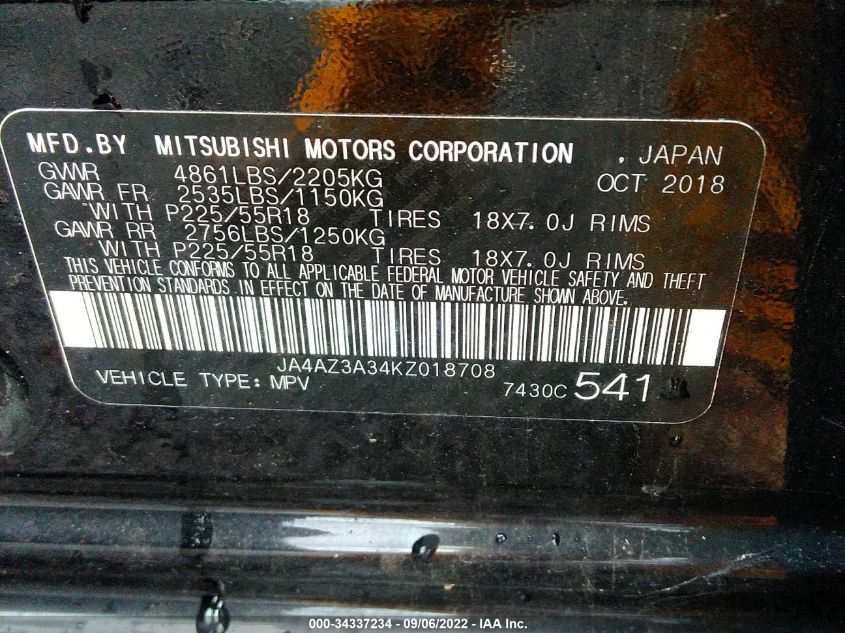 MFD.BY MITSUBISHI MOTORS CORPORATION . JAPAN
GVWR 4861LBS/2205KG OCT 2018
GAWR FR 2535LBS/1150KG
WITH P225/55R18 TIRES 18X7.0J RIMS
GAWR RR 2756LBS/1250KG
WITH P225/55R18 TIRES 18X7.0J RIMS
THIS VEHICLE CONFORMS TO ALL APPLICABLE FEDERAL MOTOR VEHICLE SAFETY AND THEFT
PREVENTION STANDARDS.IN EFFECT ON THE DATE OF MANUFACTURE SHOWN ABOVE.
JA4AZ3A34KZ018708
VEHICLE TYPE: MPV 7430C 541
000-34337234 - 09/06/2022 - IAA Inc.